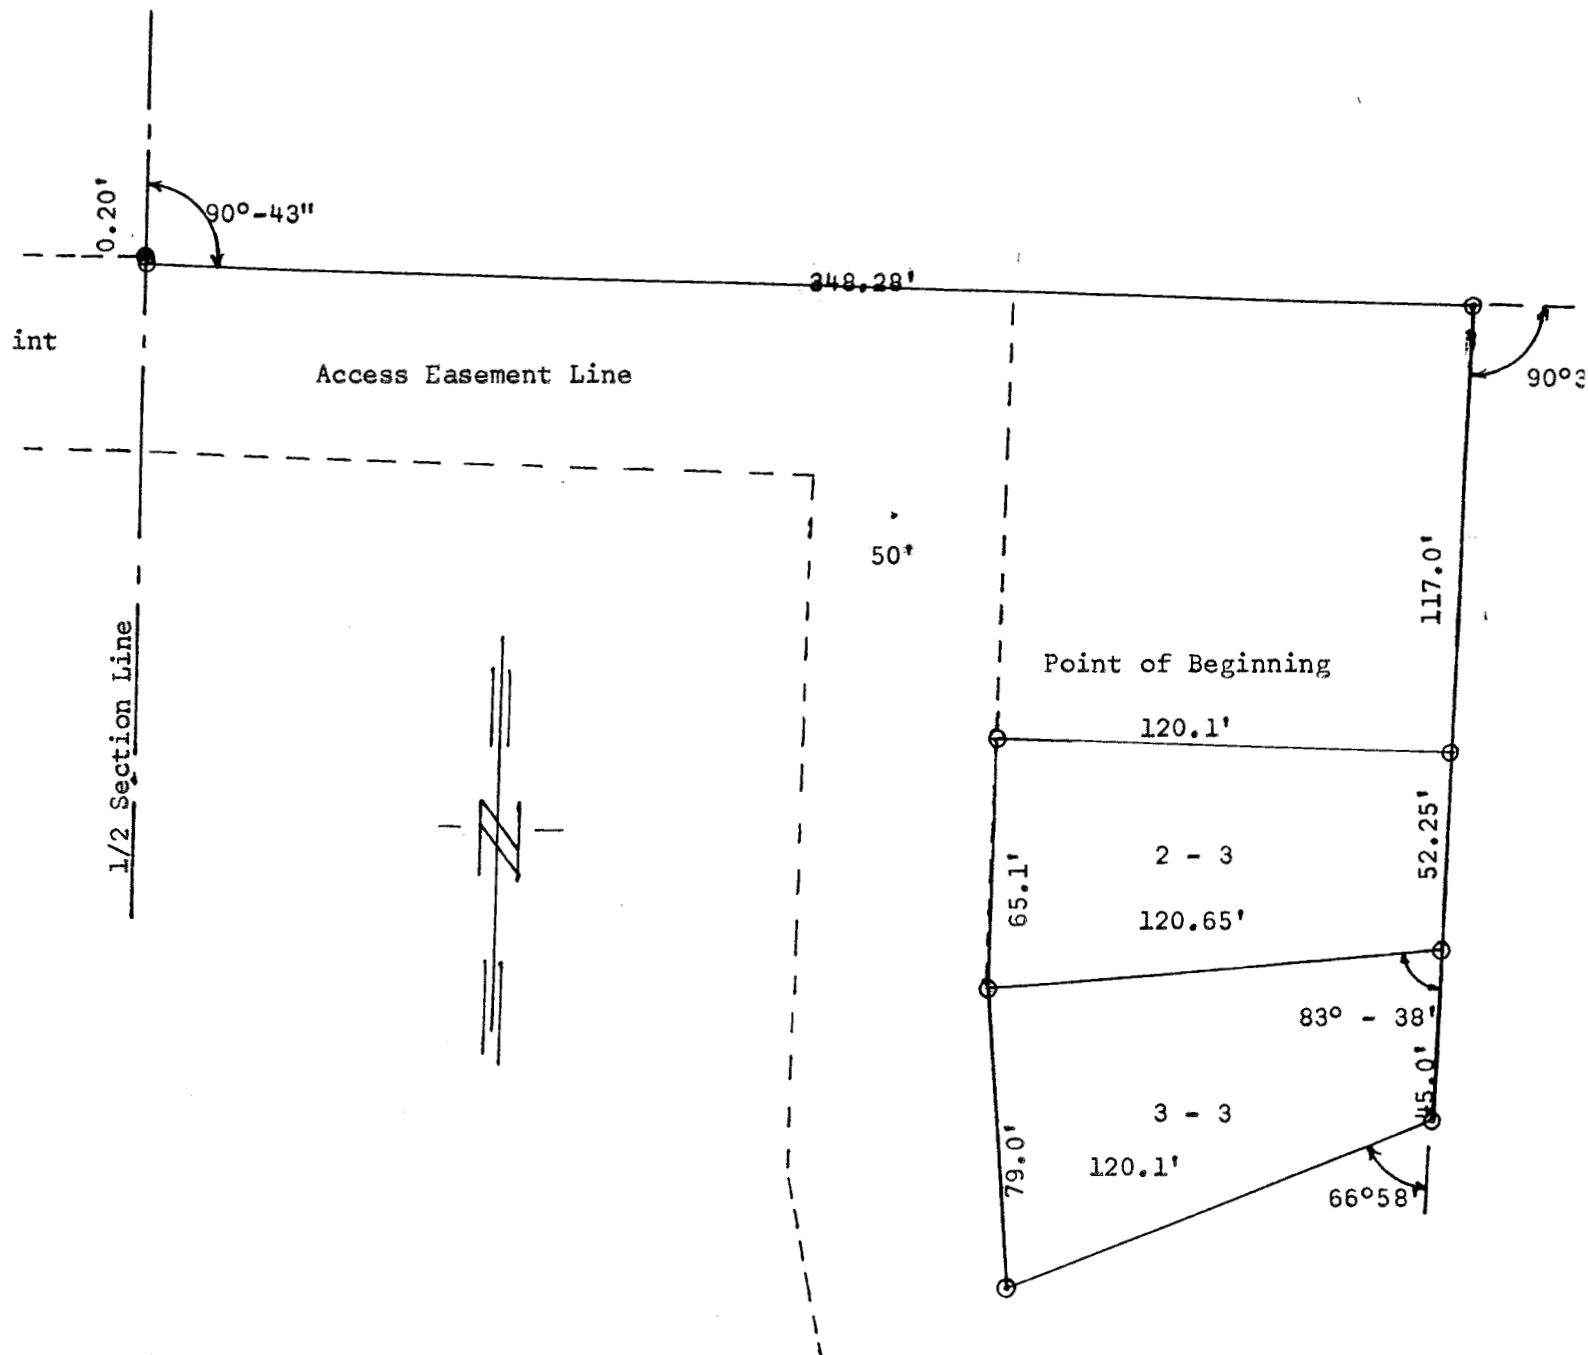 0.20'
90°-43"
348.28'
int
Access Easement Line
90°3
50'
117.0'
1/2 Section Line
Point of Beginning
120.1'
52.25'
2 - 3
65.1'
120.65'
83° - 38'
45.0'
3 - 3
79.0'
120.1'
66°58'
N